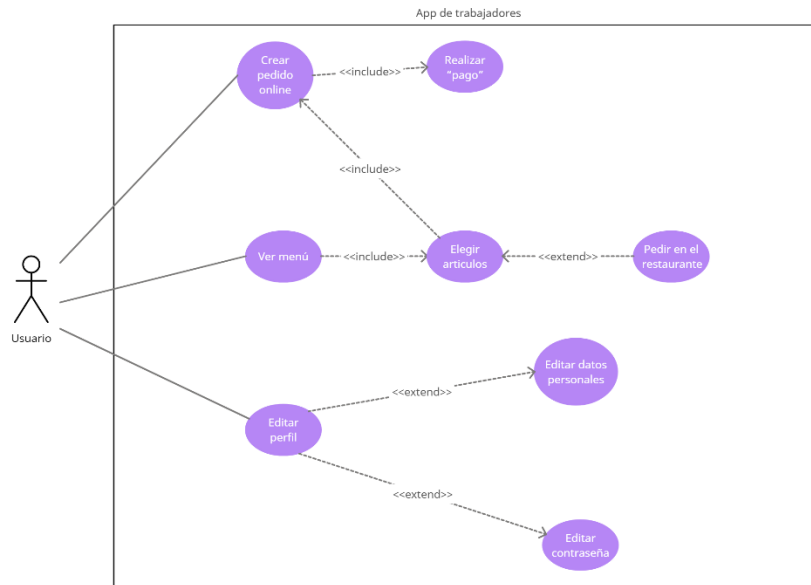 App de trabajadores
Crear
pedido
online
<<include>>
Realizar
"pago"
<<include>>
Ver menú
<<include>>
Elegir
articulos
<<extend>>
Pedir en el
restaurante
Usuario
Editar datos
personales
<<extend>>
Editar
perfil
<<extend>>
Editar
contraseña